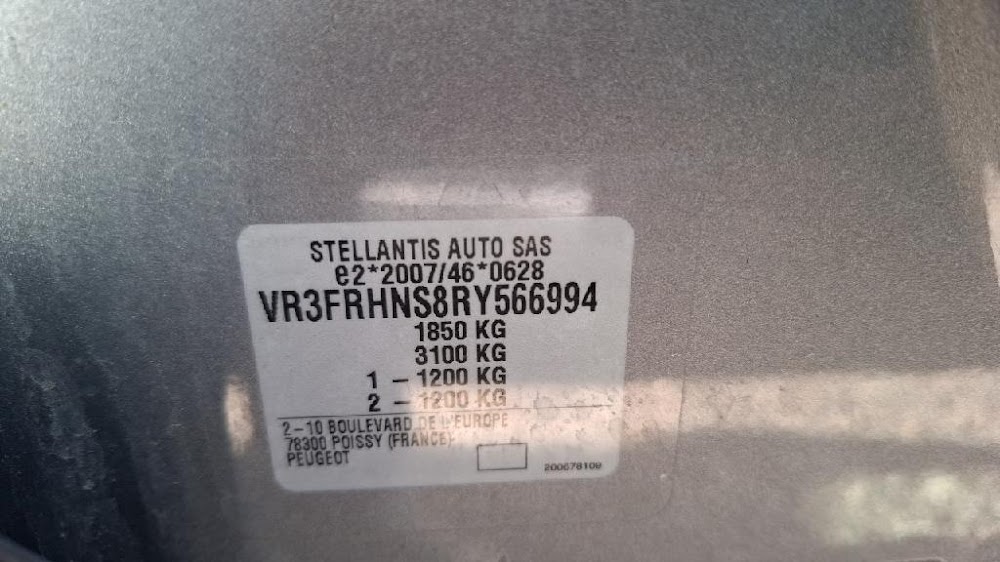 STELLANTIS AUTO SAS
e2*2007/46*0628
VR3FRHNS8RY566994
1850 KG
3100 KG
1 - 1200 KG
2 - 1200 KG
2-10 BOULEVARD DE L'EUROPE
78300 POISSY (FRANCE)
PEUGEOT
200678109